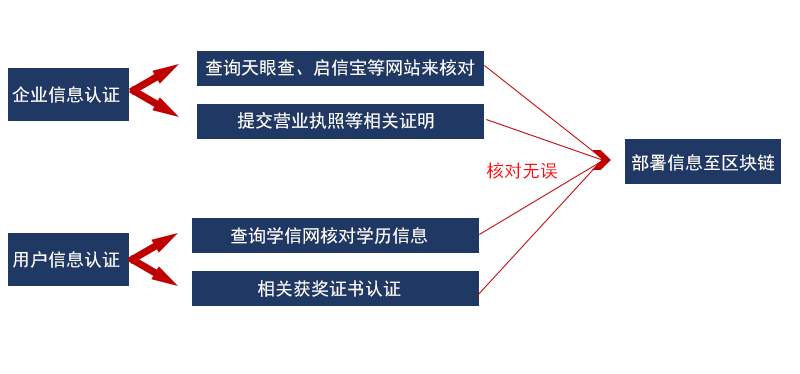 企业信息认证
查询天眼查、启信宝等网站来核对
提交营业执照等相关证明
核对无误
部署信息至区块链
用户信息认证
查询学信网核对学历信息
相关获奖证书认证